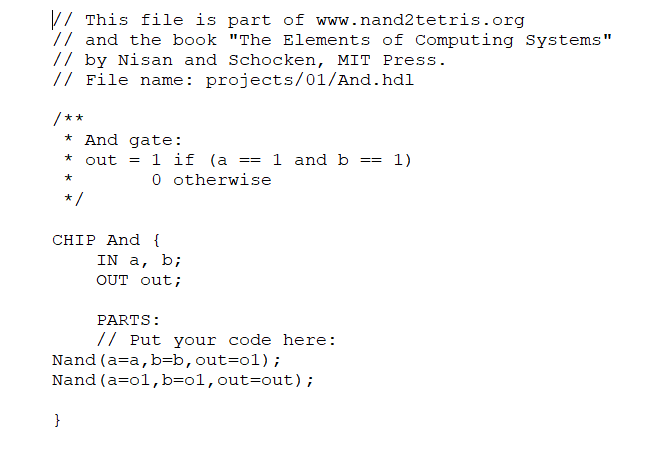 // This file is part of www.nand2tetris.org
// and the book "The Elements of Computing Systems"
// by Nisan and Schocken, MIT Press.
// File name: projects/01/And.hdl

/**
 * And gate:
 * out = 1 if (a == 1 and b == 1)
 *       0 otherwise
 */

CHIP And {
    IN a, b;
    OUT out;

    PARTS:
    // Put your code here:
Nand(a=a,b=b,out=o1);
Nand(a=o1,b=o1,out=out);

}